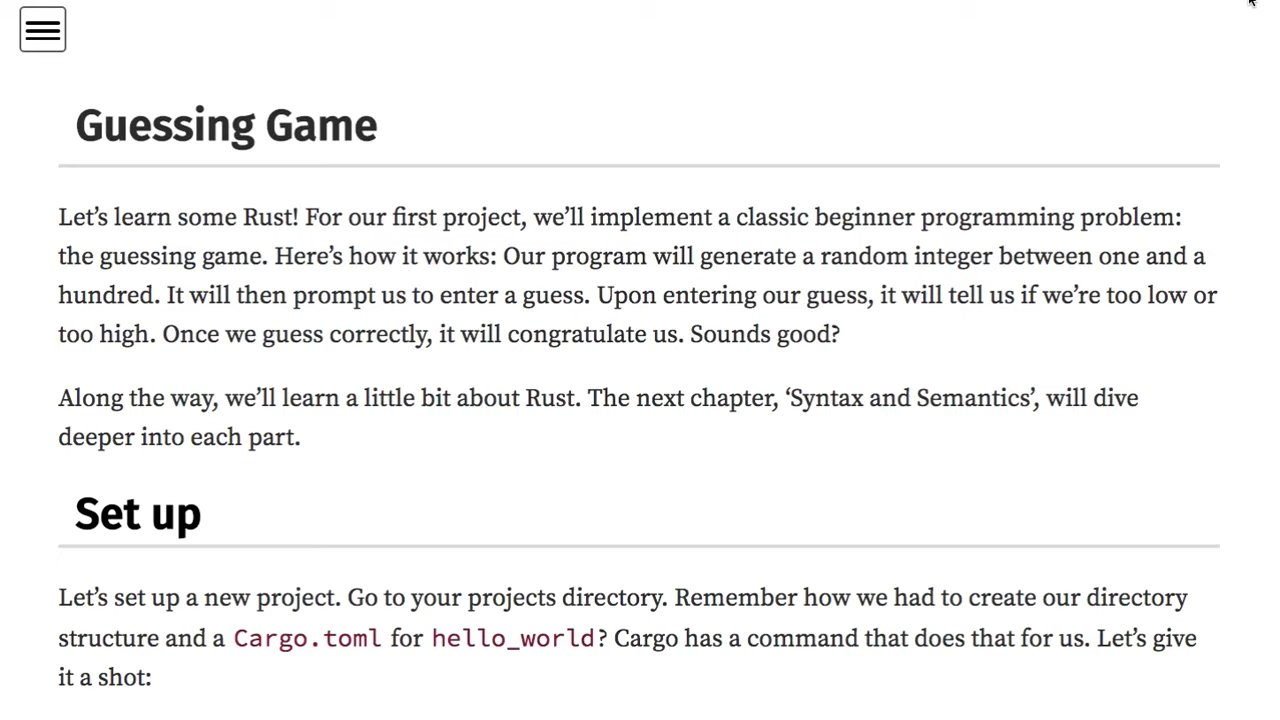 Guessing Game
Let’s learn some Rust! For our first project, we’ll implement a classic beginner programming problem:
the guessing game. Here’s how it works: Our program will generate a random integer between one and a
hundred. It will then prompt us to enter a guess. Upon entering our guess, it will tell us if we’re too low or
too high. Once we guess correctly, it will congratulate us. Sounds good?
Along the way, we’ll learn a little bit about Rust. The next chapter, ‘Syntax and Semantics’, will dive
deeper into each part.
Set up
Let’s set up a new project. Go to your projects directory. Remember how we had to create our directory
structure and a Cargo.toml for hello_world? Cargo has a command that does that for us. Let’s give
it a shot: